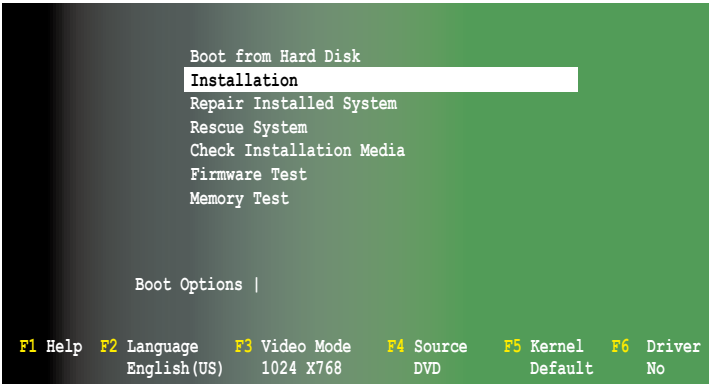 Boot from Hard Disk
Installation
Repair Installed System
Rescue System
Check Installation Media
Firmware Test
Memory Test
Boot Options |
F1 Help F2 Language F3 Video Mode F4 Source F5 Kernel F6 Driver
English(US) 1024 X768 DVD Default No